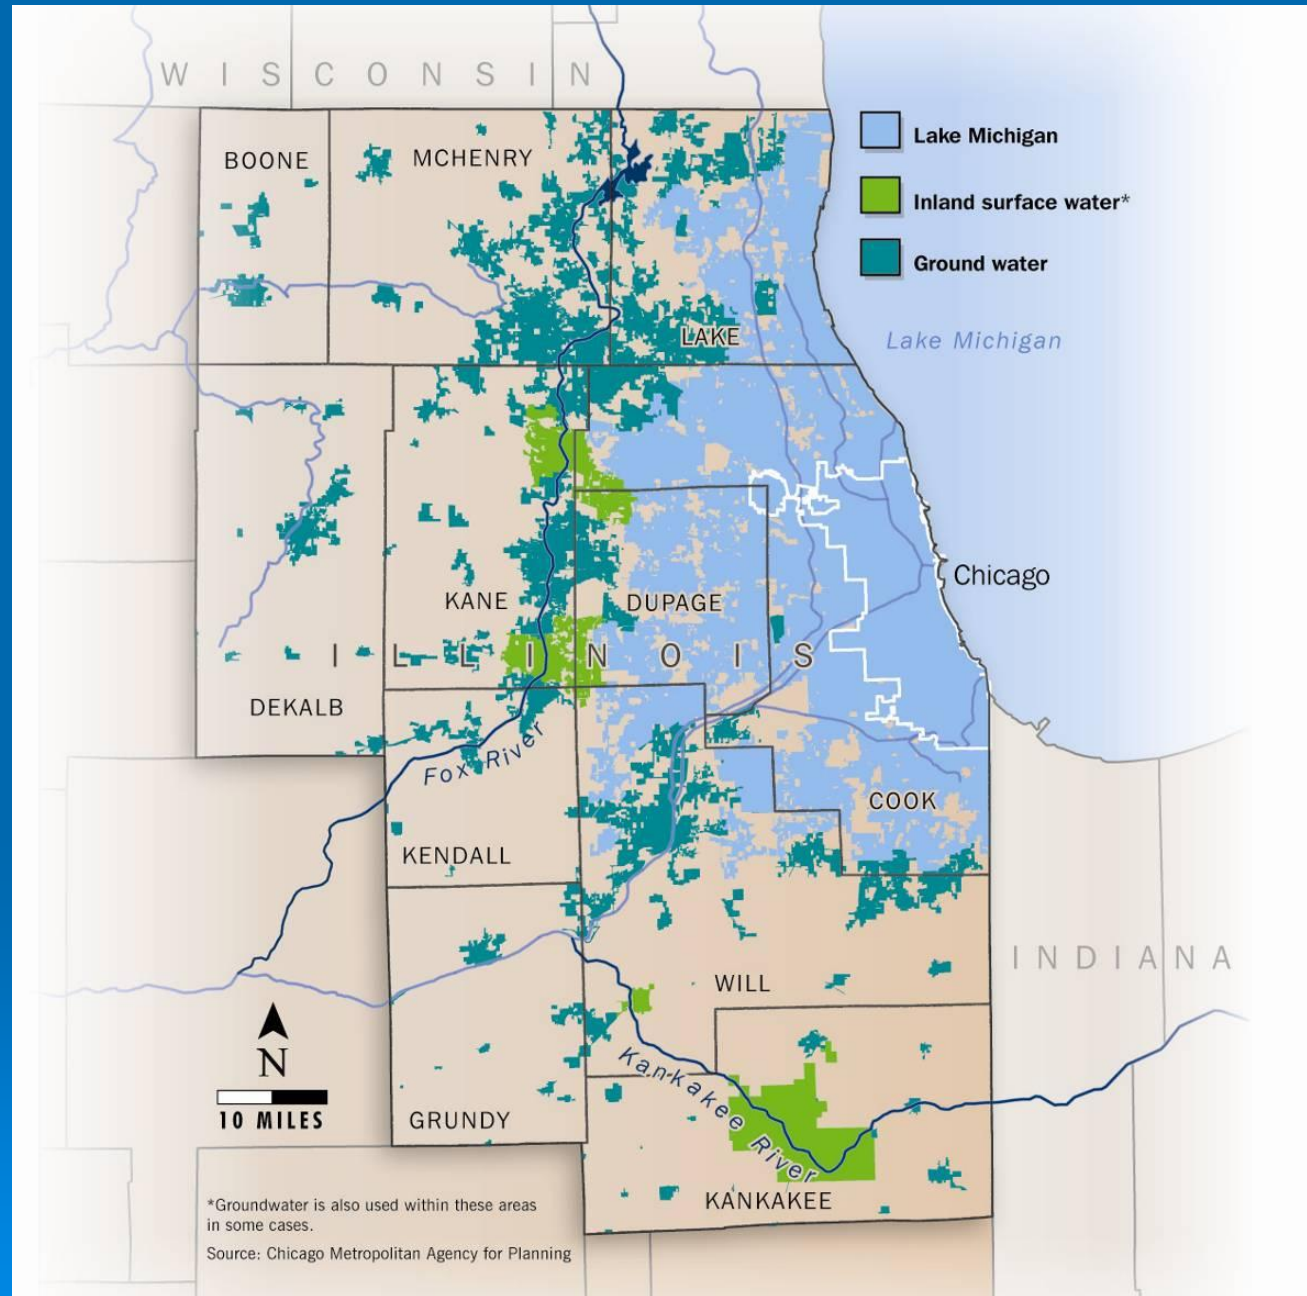 WISCONSIN
BOONE
MCHENRY
Lake Michigan
Inland surface water*
Ground water
Lake Michigan
LAKE
Chicago
KANE
DUPAGE
ILLINOIS
DEKALB
Fox River
COOK
KENDALL
INDIANA
WILL
N
10 MILES
Kankakee River
GRUNDY
KANKAKEE
*Groundwater is also used within these areas
in some cases.
Source: Chicago Metropolitan Agency for Planning